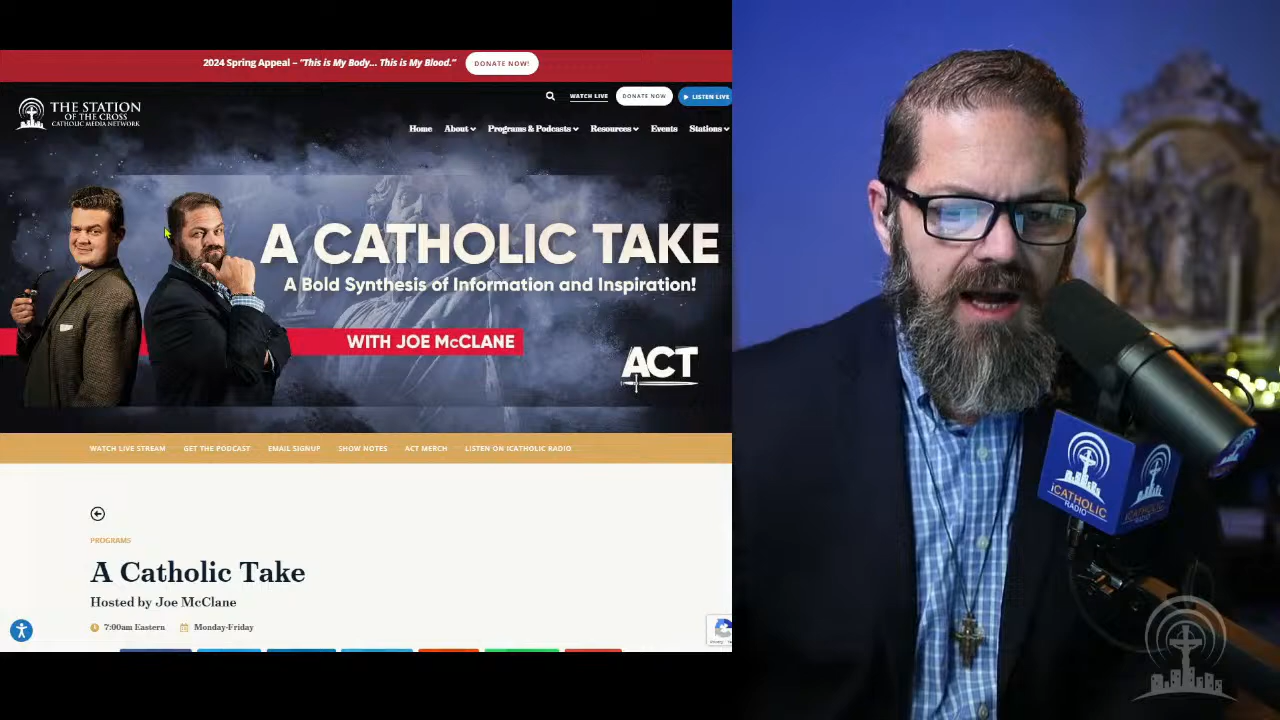 2024 Spring Appeal – "This is My Body... This is My Blood."
DONATE NOW!
WATCH LIVE
DONATE NOW
LISTEN LIVE
THE STATION
OF THE CROSS
CATHOLIC MEDIA NETWORK
Home
About
Programs & Podcasts
Resources
Events
Stations
A CATHOLIC TAKE
A Bold Synthesis of Information and Inspiration!
WITH JOE McCLANE
ACT
WATCH LIVE STREAM
GET THE PODCAST
EMAIL SIGNUP
SHOW NOTES
ACT MERCH
LISTEN ON ICATHOLIC RADIO
PROGRAMS
A Catholic Take
Hosted by Joe McClane
7:00am Eastern
Monday-Friday
iCATHOLIC
RADIO
iCATHOLIC
RADIO